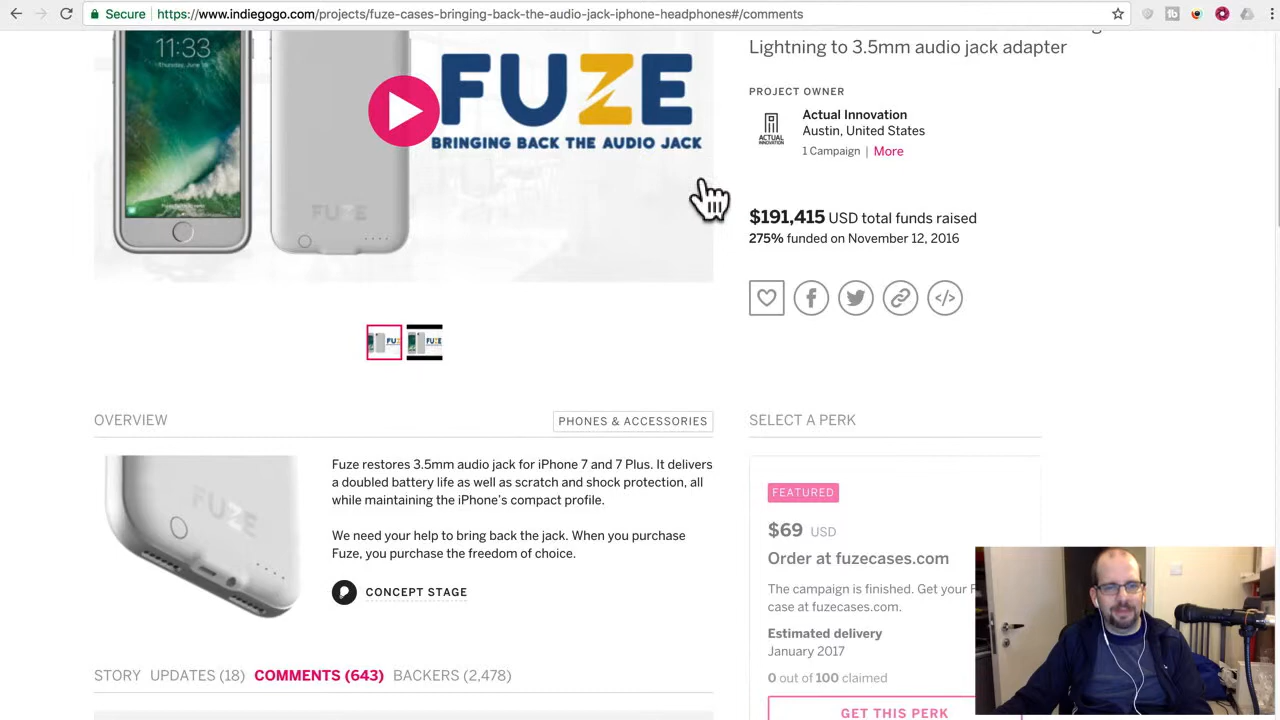 Secure
https://www.indiegogo.com/projects/fuze-cases-bringing-back-the-audio-jack-iphone-headphones#/comments
11:33
FUZE
BRINGING BACK THE AUDIO JACK
FUZE
Lightning to 3.5mm audio jack adapter
PROJECT OWNER
ACTUAL
INNOVATION
Actual Innovation
Austin, United States
1 Campaign | More
$191,415 USD total funds raised
275% funded on November 12, 2016
OVERVIEW
PHONES & ACCESSORIES
FUZE
Fuze restores 3.5mm audio jack for iPhone 7 and 7 Plus. It delivers
a doubled battery life as well as scratch and shock protection, all
while maintaining the iPhone's compact profile.
We need your help to bring back the jack. When you purchase
Fuze, you purchase the freedom of choice.
CONCEPT STAGE
SELECT A PERK
FEATURED
$69 USD
Order at fuzecases.com
The campaign is finished. Get your
case at fuzecases.com.
Estimated delivery
January 2017
0 out of 100 claimed
GET THIS PERK
STORY UPDATES (18) COMMENTS (643) BACKERS (2,478)